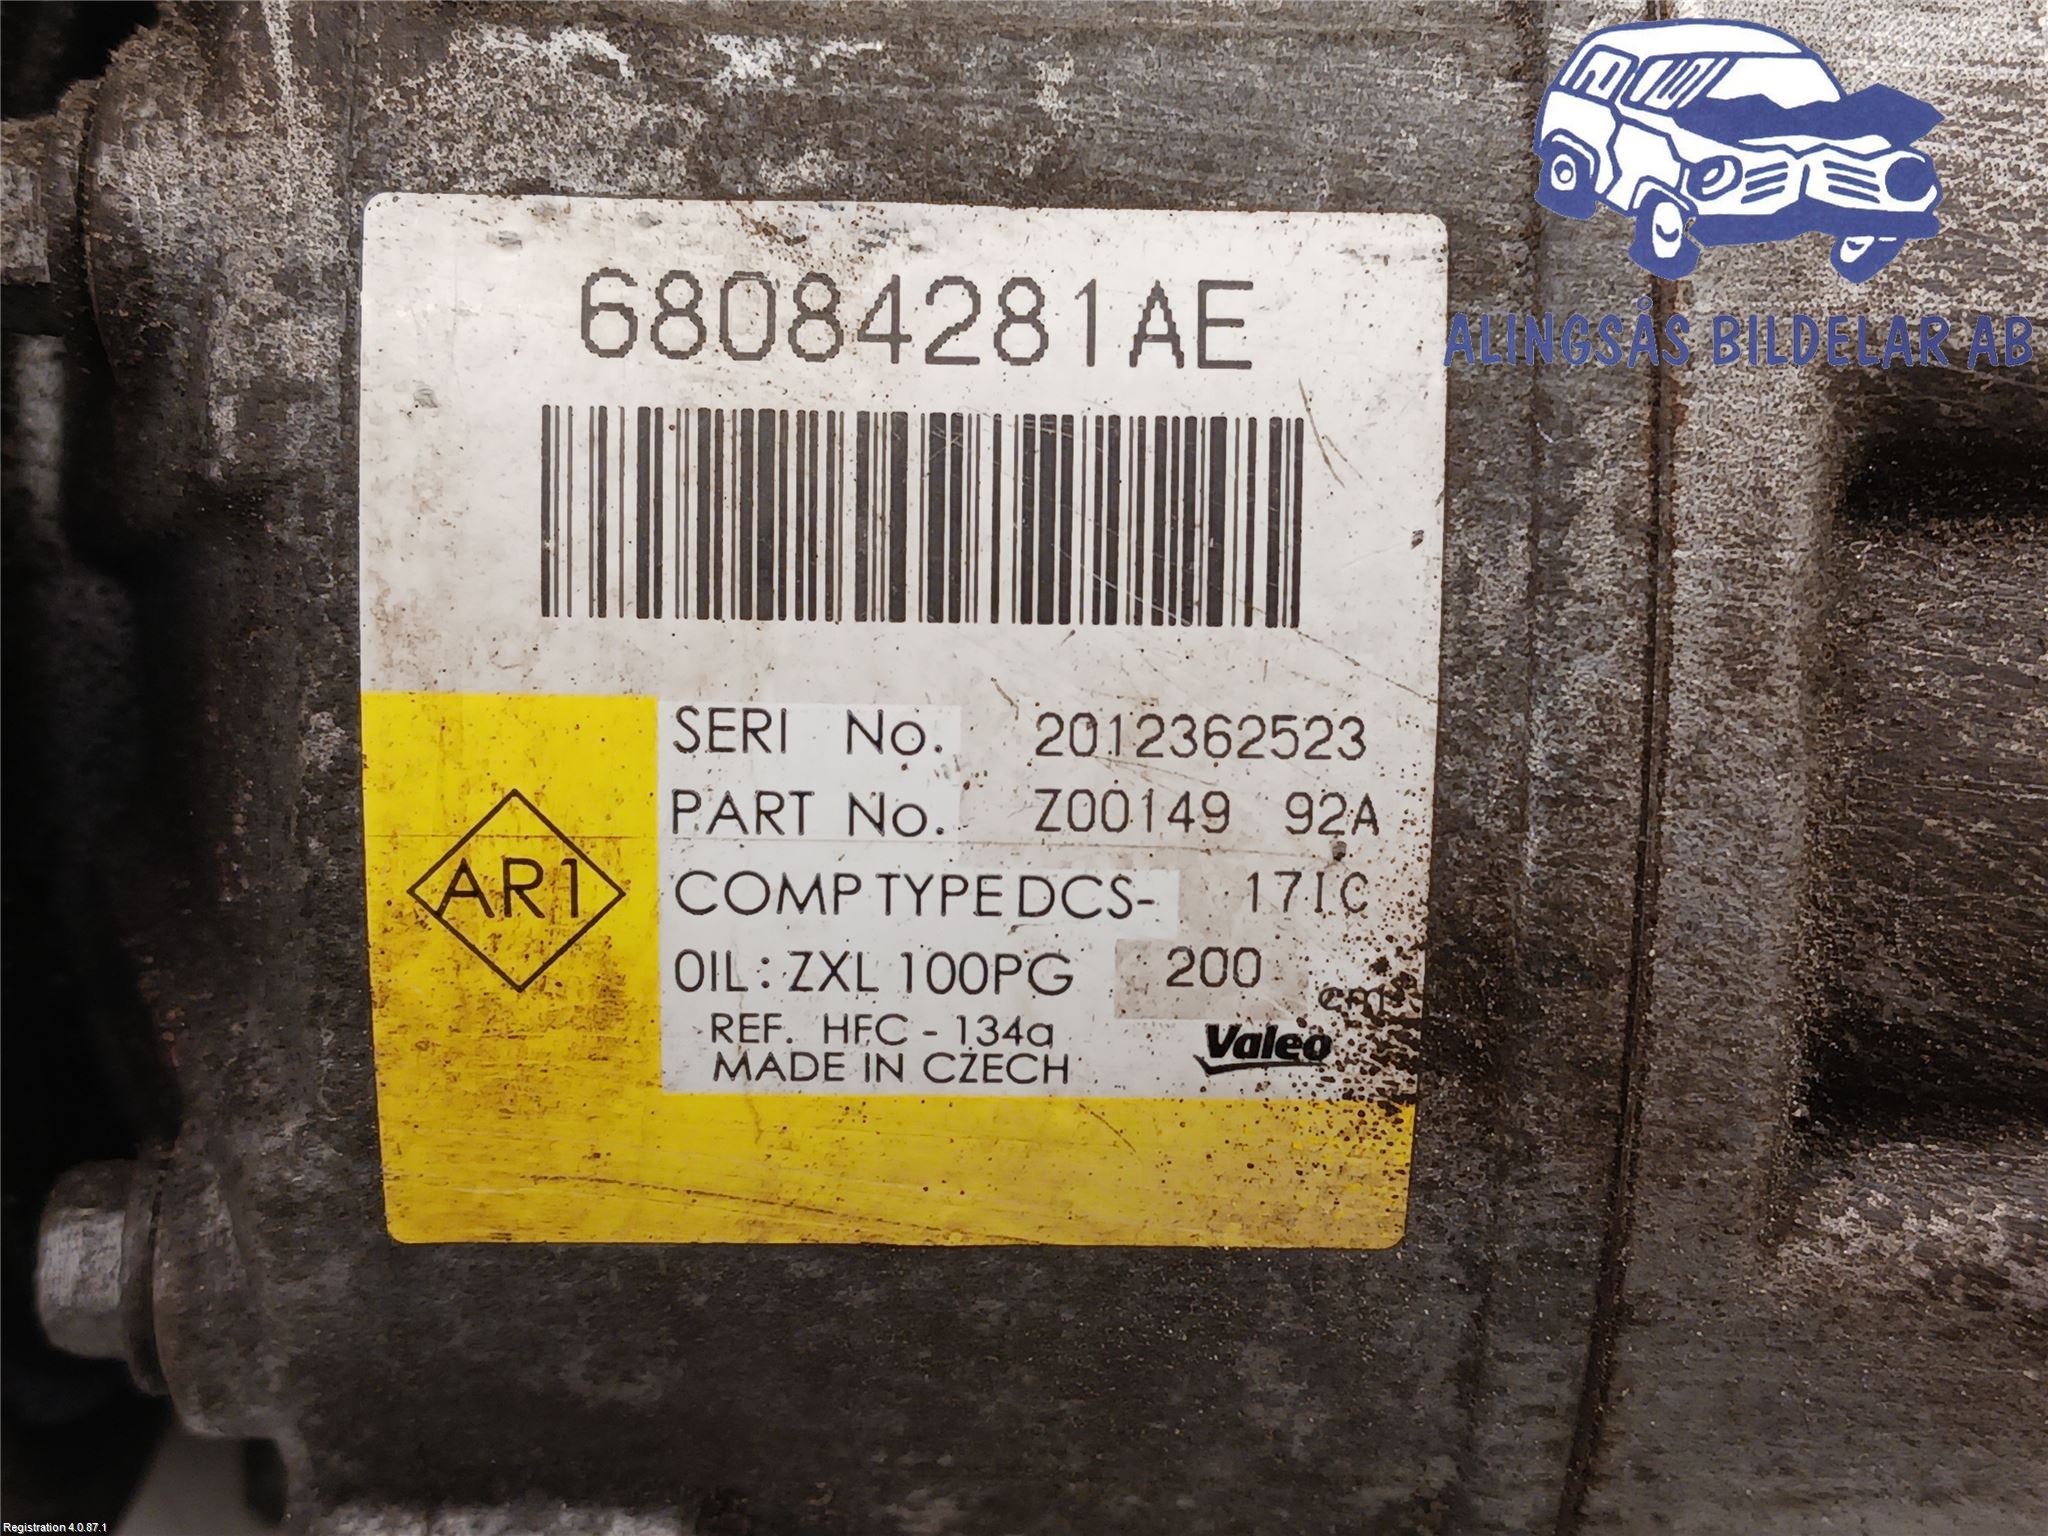 ALINGSÅS BILDELAR AB
68084281AE
SERI No. 2012362523
PART No. Z00149 92A
AR1
COMP TYPE DCS- 17IC
OIL: ZXL 100PG 200 cm³
REF. HFC - 134a
MADE IN CZECH
Valeo
Registration 4.0.87.1